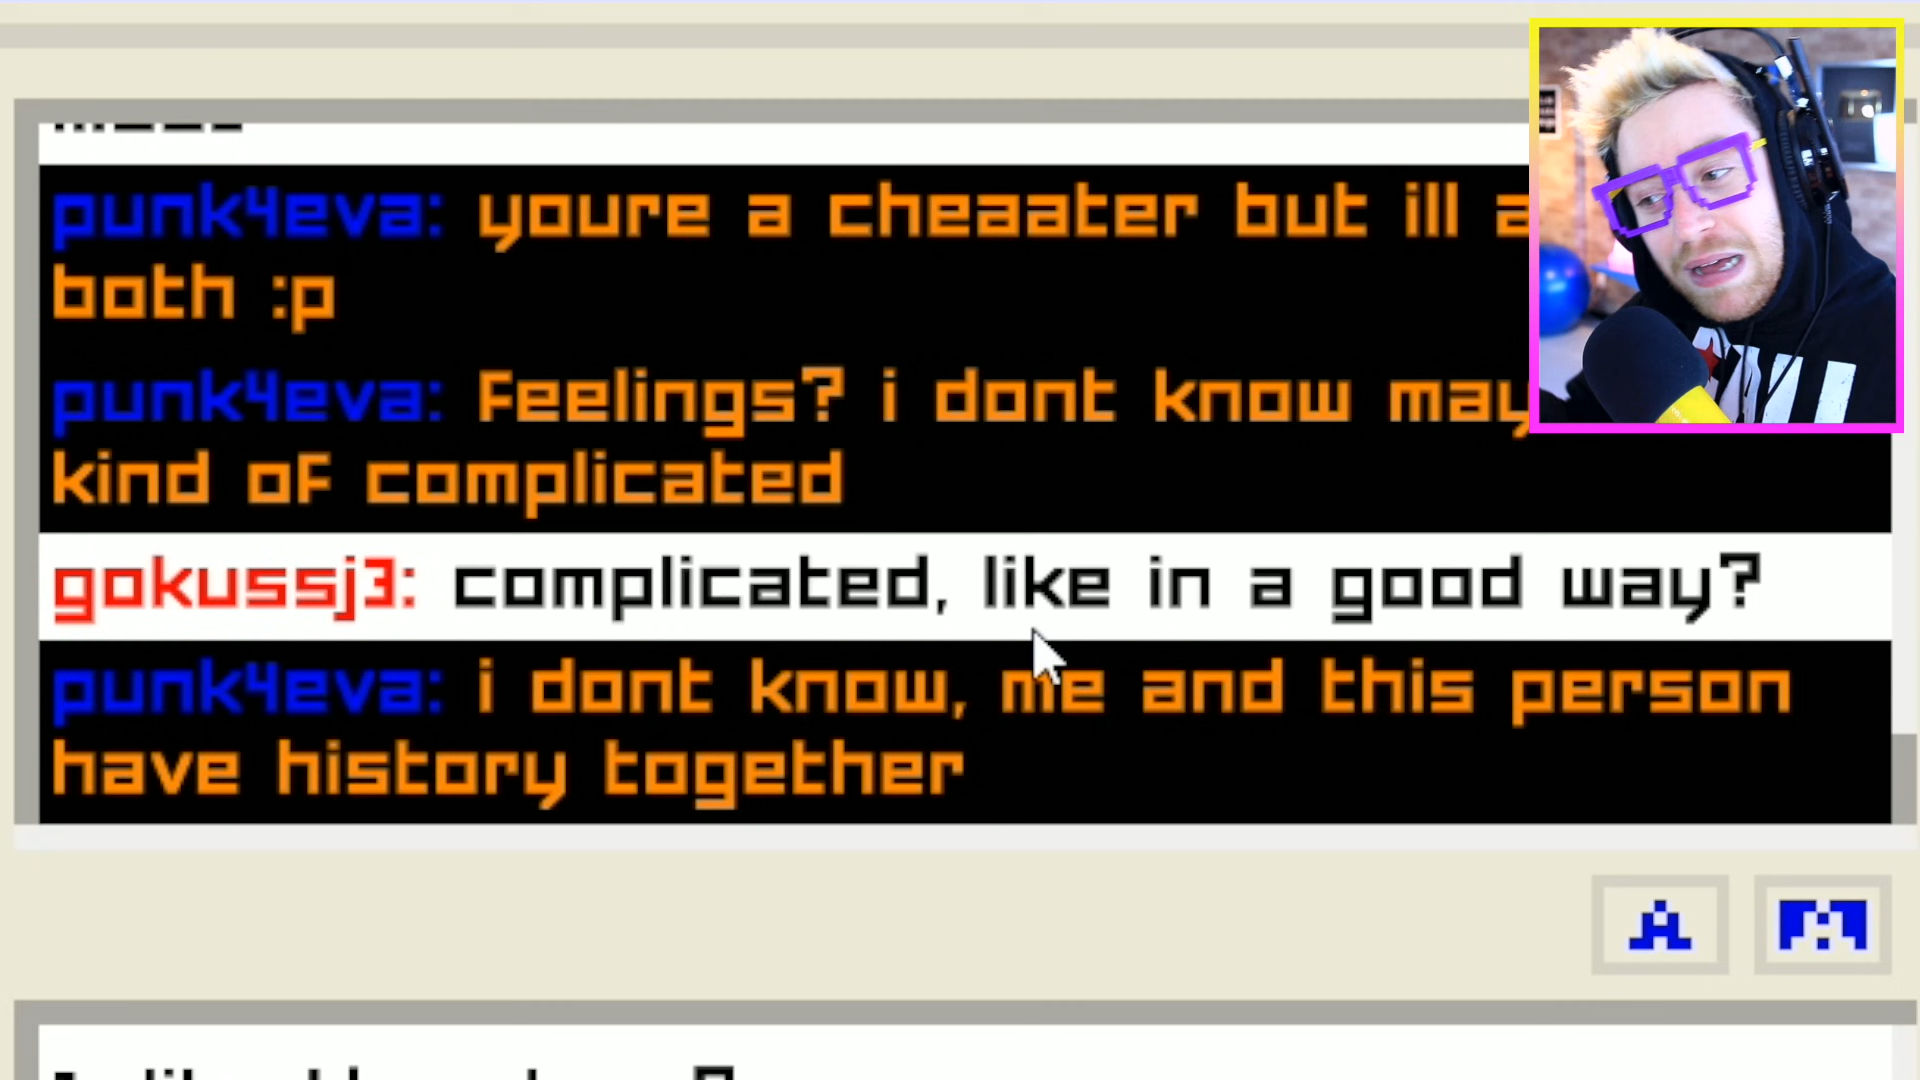 punk4eva: youre a cheaater but ill
both :p
punk4eva: Feelings? i dont know
kind of complicated
gokussj3: complicated, like in a good way?
punk4eva: i dont know, me and this person
have history together
A